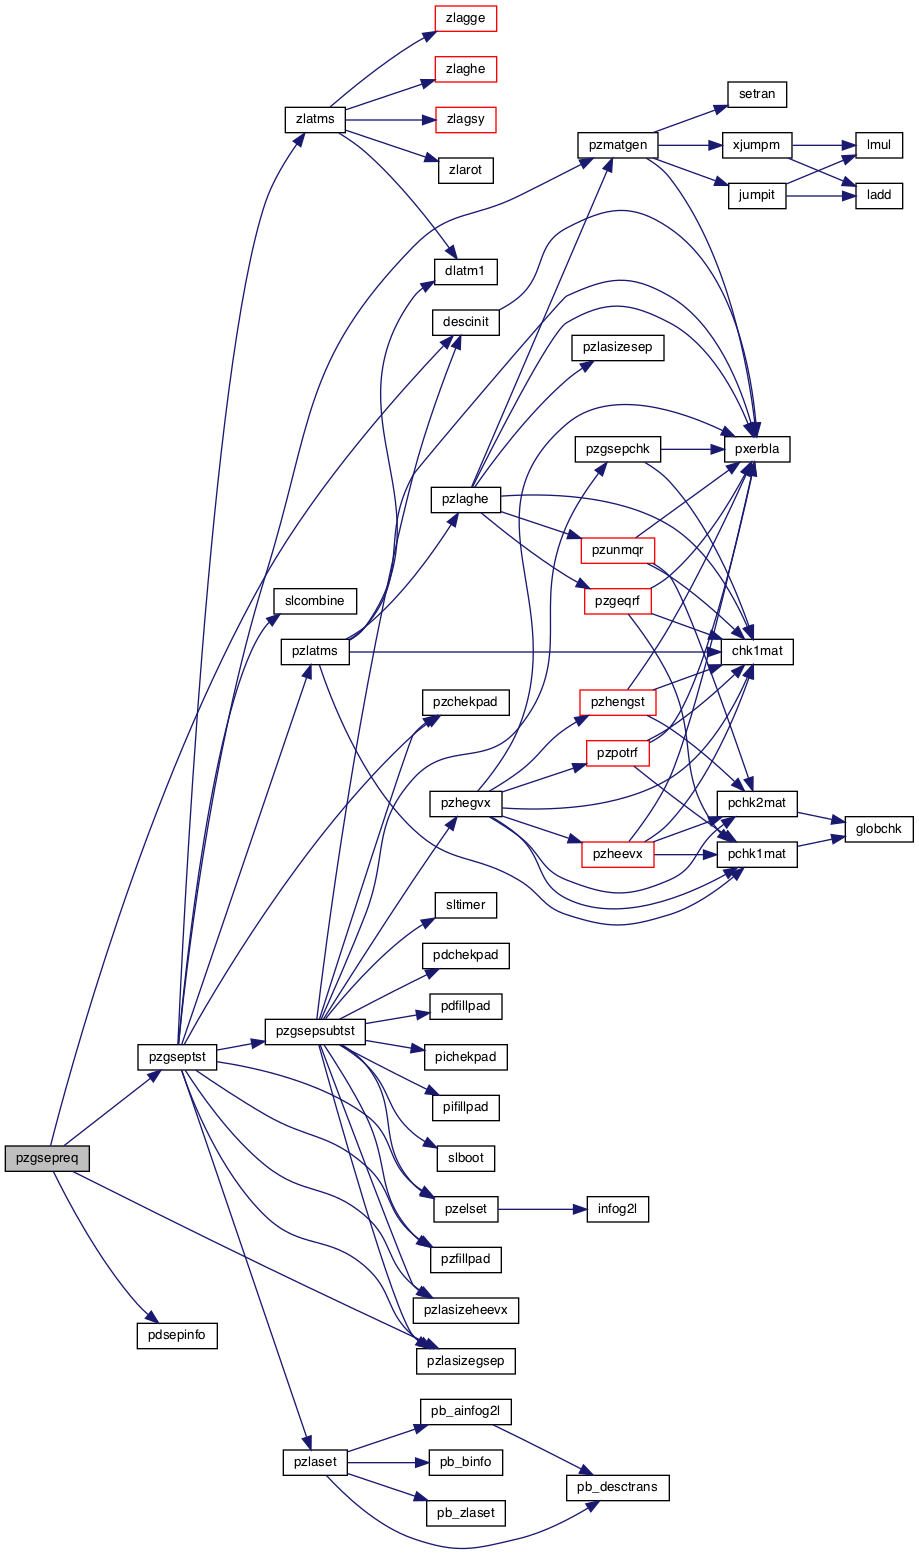 zlagge
zlaghe
zlatms
zlagsy
zlarot
dlatm1
descinit
setran
pzmatgen
xjumpm
lmul
jumpit
ladd
pzlasizesep
pzgsepchk
pxerbla
pzlaghe
pzunmqr
pzgeqrf
slcombine
pzlatms
chk1mat
pzchekpad
pzhengst
pzpotrf
pzhegvx
pchk2mat
globchk
pzheevx
pchk1mat
sltimer
pdchekpad
pdfillpad
pzgsepsubtst
pzgseptst
pichekpad
pifillpad
pzgsepreq
slboot
pzelset
infog2l
pzfillpad
pzlasizeheevx
pdsepinfo
pzlasizegsep
pb_ainfog2l
pzlaset
pb_binfo
pb_desctrans
pb_zlaset